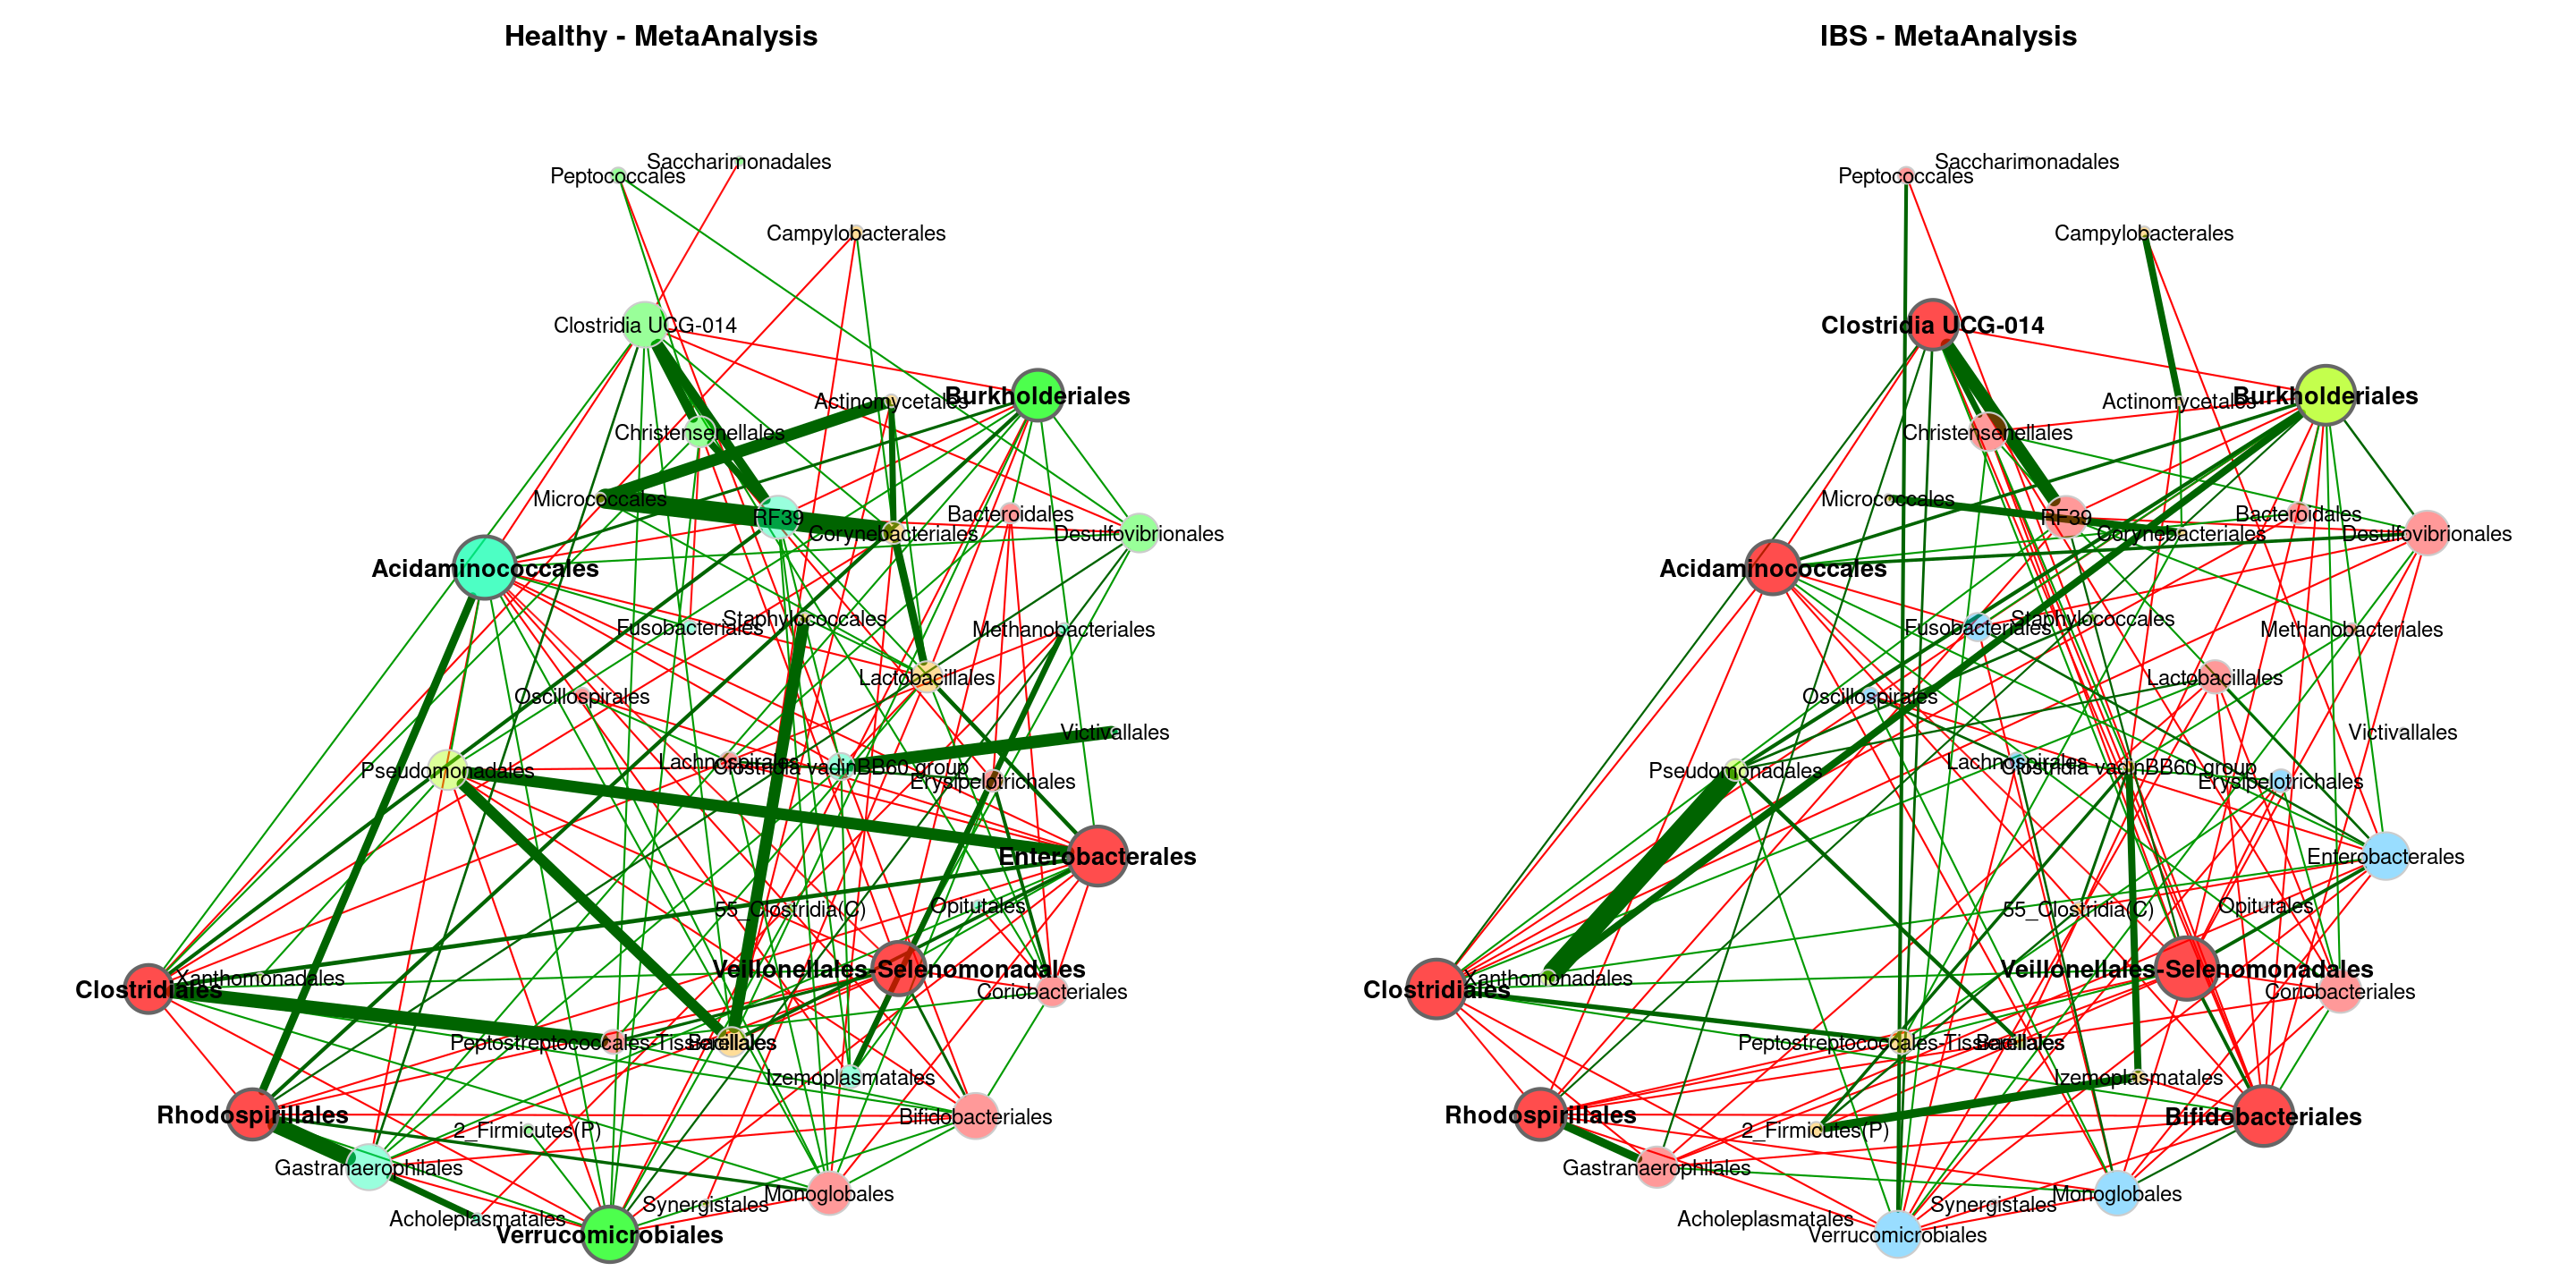 Healthy - MetaAnalysis
Saccharimonadales
Peptococcales
Campylobacterales
Clostridia UCG-014
Burkholderiales
Actinomycetales
Christensenellales
Micrococcales
Bacteroidales
RF39
Corynebacteriales
Desulfovibrionales
Acidaminococcales
Staphylococcales
Fusobacteriales
Methanobacteriales
Lactobacillales
Oscillospirales
Victivallales
Lachnospirales
Clostridia vadinBB60 group
Pseudomonadales
Erysipelotrichales
Enterobacterales
55_Clostridia(C)
Opitutales
Veillonellales-Selenomonadales
Xanthomonadales
Clostridiales
Coriobacteriales
Peptostreptococcales-Tissierellales
Bacillales
Izemoplasmatales
Rhodospirillales
Bifidobacteriales
2_Firmicutes(P)
Gastranaerophilales
Monoglobales
Synergistales
Acholeplasmatales
Verrucomicrobiales
IBS - MetaAnalysis
Saccharimonadales
Peptococcales
Campylobacterales
Clostridia UCG-014
Burkholderiales
Actinomycetales
Christensenellales
Micrococcales
Bacteroidales
RF39
Corynebacteriales
Desulfovibrionales
Acidaminococcales
Staphylococcales
Fusobacteriales
Methanobacteriales
Lactobacillales
Oscillospirales
Victivallales
Lachnospirales
Clostridia vadinBB60 group
Pseudomonadales
Erysipelotrichales
Enterobacterales
55_Clostridia(C)
Opitutales
Veillonellales-Selenomonadales
Xanthomonadales
Clostridiales
Coriobacteriales
Peptostreptococcales-Tissierellales
Bacillales
Izemoplasmatales
Rhodospirillales
Bifidobacteriales
2_Firmicutes(P)
Gastranaerophilales
Monoglobales
Synergistales
Acholeplasmatales
Verrucomicrobiales